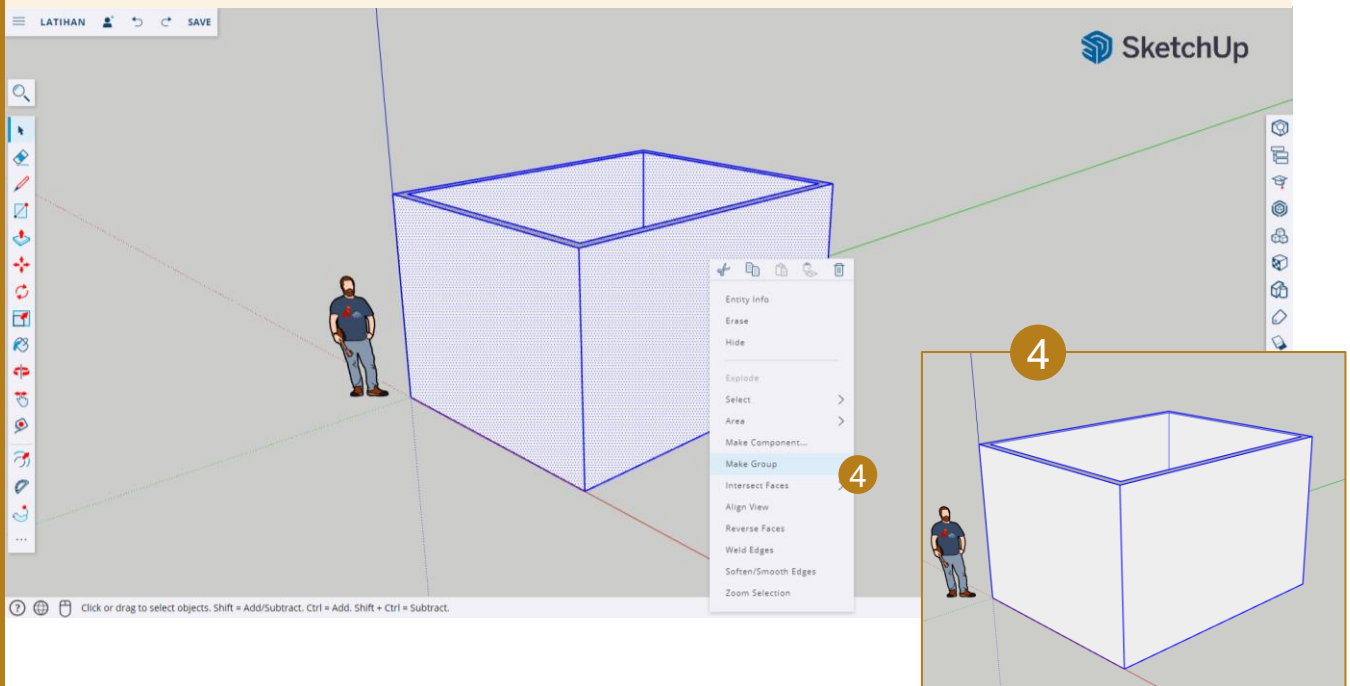 LATIHAN SAVE
SketchUp
Entity Info
Erase
Hide
Explode
Select
Area
Make Component...
Make Group
4
Intersect Faces
Align View
Reverse Faces
Weld Edges
Soften/Smooth Edges
Zoom Selection
4
Click or drag to select objects. Shift = Add/Subtract. Ctrl = Add. Shift + Ctrl = Subtract.